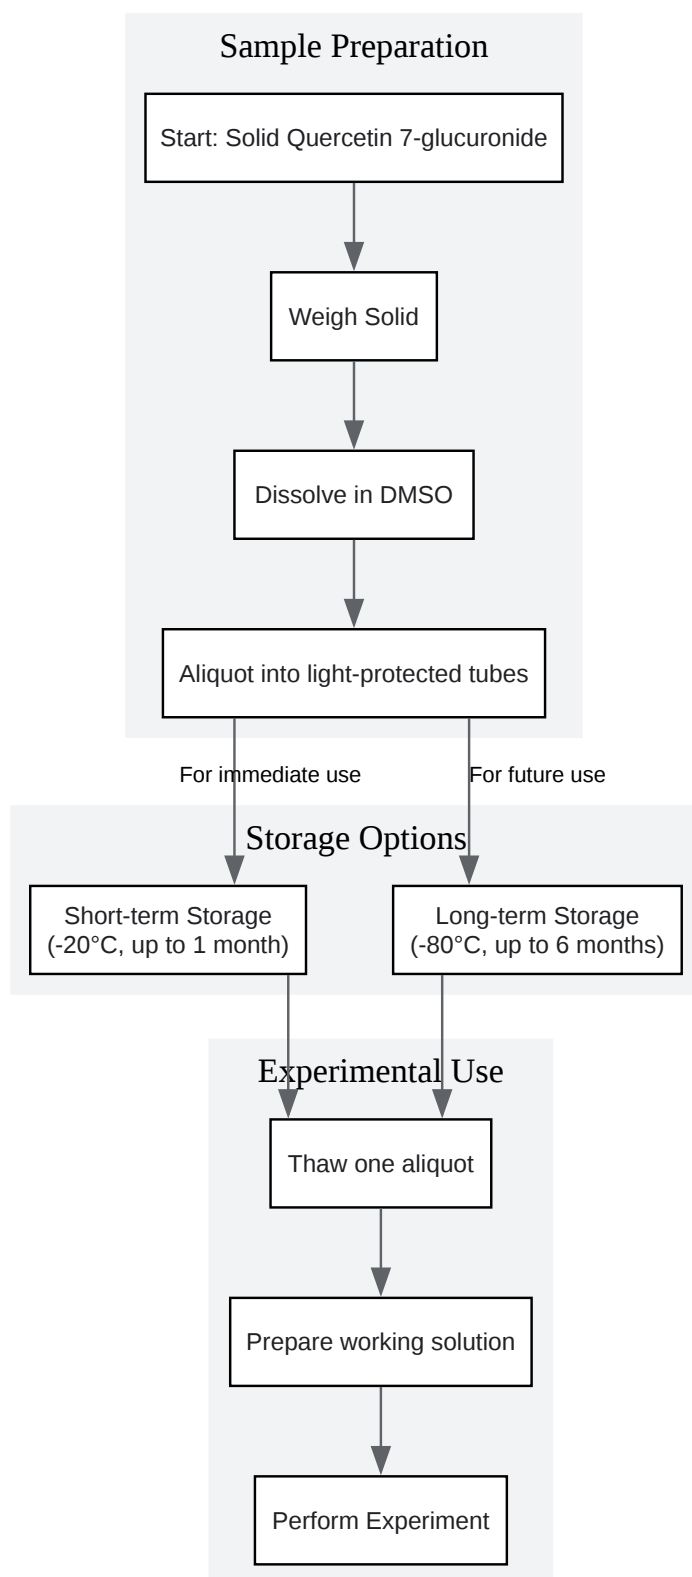 Sample Preparation
Start: Solid Quercetin 7-glucuronide
Weigh Solid
Dissolve in DMSO
Aliquot into light-protected tubes
For immediate use
For future use
Storage Options
Short-term Storage
(-20°C, up to 1 month)
Long-term Storage
(-80°C, up to 6 months)
Experimental Use
Thaw one aliquot
Prepare working solution
Perform Experiment